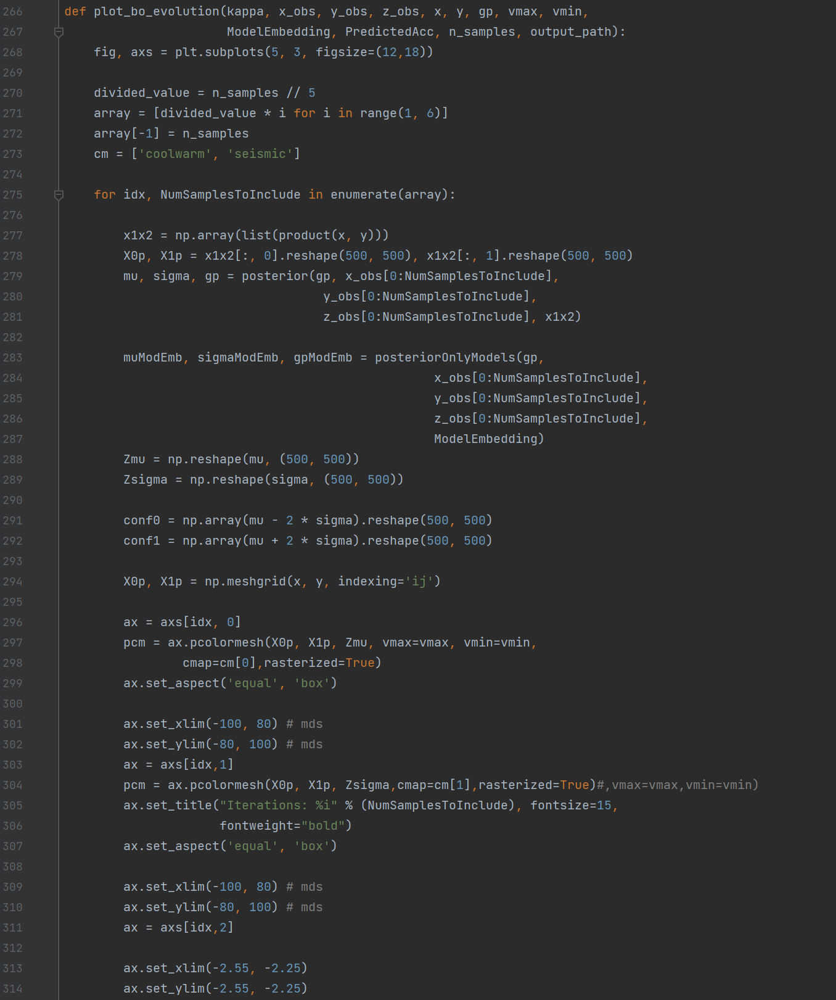 266 def plot_bo_evolution(kappa, x_obs, y_obs, z_obs, x, y, gp, vmax, vmin,
267                       ModelEmbedding, PredictedAcc, n_samples, output_path):
268     fig, axs = plt.subplots(5, 3, figsize=(12,18))
269
270     divided_value = n_samples // 5
271     array = [divided_value * i for i in range(1, 6)]
272     array[-1] = n_samples
273     cm = ['coolwarm', 'seismic']
274
275     for idx, NumSamplesToInclude in enumerate(array):
276
277         x1x2 = np.array(list(product(x, y)))
278         X0p, X1p = x1x2[:, 0].reshape(500, 500), x1x2[:, 1].reshape(500, 500)
279         mu, sigma, gp = posterior(gp, x_obs[0:NumSamplesToInclude],
280                                    y_obs[0:NumSamplesToInclude],
281                                    z_obs[0:NumSamplesToInclude], x1x2)
282
283         muModEmb, sigmaModEmb, gpModEmb = posteriorOnlyModels(gp,
284                                                   x_obs[0:NumSamplesToInclude],
285                                                   y_obs[0:NumSamplesToInclude],
286                                                   z_obs[0:NumSamplesToInclude],
287                                                   ModelEmbedding)
288         Zmu = np.reshape(mu, (500, 500))
289         Zsigma = np.reshape(sigma, (500, 500))
290
291         conf0 = np.array(mu - 2 * sigma).reshape(500, 500)
292         conf1 = np.array(mu + 2 * sigma).reshape(500, 500)
293
294         X0p, X1p = np.meshgrid(x, y, indexing='ij')
295
296         ax = axs[idx, 0]
297         pcm = ax.pcolormesh(X0p, X1p, Zmu, vmax=vmax, vmin=vmin,
298                 cmap=cm[0],rasterized=True)
299         ax.set_aspect('equal', 'box')
300
301         ax.set_xlim(-100, 80) # mds
302         ax.set_ylim(-80, 100) # mds
303         ax = axs[idx,1]
304         pcm = ax.pcolormesh(X0p, X1p, Zsigma,cmap=cm[1],rasterized=True)#,vmax=vmax,vmin=vmin)
305         ax.set_title("Iterations: %i" % (NumSamplesToInclude), fontsize=15,
306                      fontweight="bold")
307         ax.set_aspect('equal', 'box')
308
309         ax.set_xlim(-100, 80) # mds
310         ax.set_ylim(-80, 100) # mds
311         ax = axs[idx,2]
312
313         ax.set_xlim(-2.55, -2.25)
314         ax.set_ylim(-2.55, -2.25)